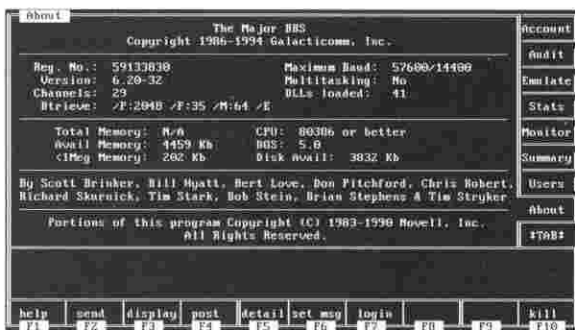 About
The Major BBS
Copyright 1986-1994 Galacticomm, Inc.
Reg. No.: 59133830 Maximum Baud: 57600/14400
Version: 6.20-32 Multitasking: No
Channels: 29 DLLs loaded: 41
Btrieve: /P:2048 /F:35 /M:64 /E
Total Memory: N/A CPU: 80386 or better
Avail Memory: 4459 Kb DOS: 5.0
<1Meg Memory: 202 Kb Disk Avail: 3832 Kb
By Scott Brinker, Bill Hyatt, Bert Love, Don Pitchford, Chris Robert,
Richard Skurnick, Tim Stark, Bob Stein, Brian Stephens & Tim Stryker
Portions of this program Copyright (C) 1983-1990 Novell, Inc.
All Rights Reserved.
Account
Audit
Emulate
Stats
Monitor
Summary
Users
About
‡TAB‡
help send display post detail set msg login kill
F1 F2 F3 F4 F5 F6 F7 F8 F9 F10